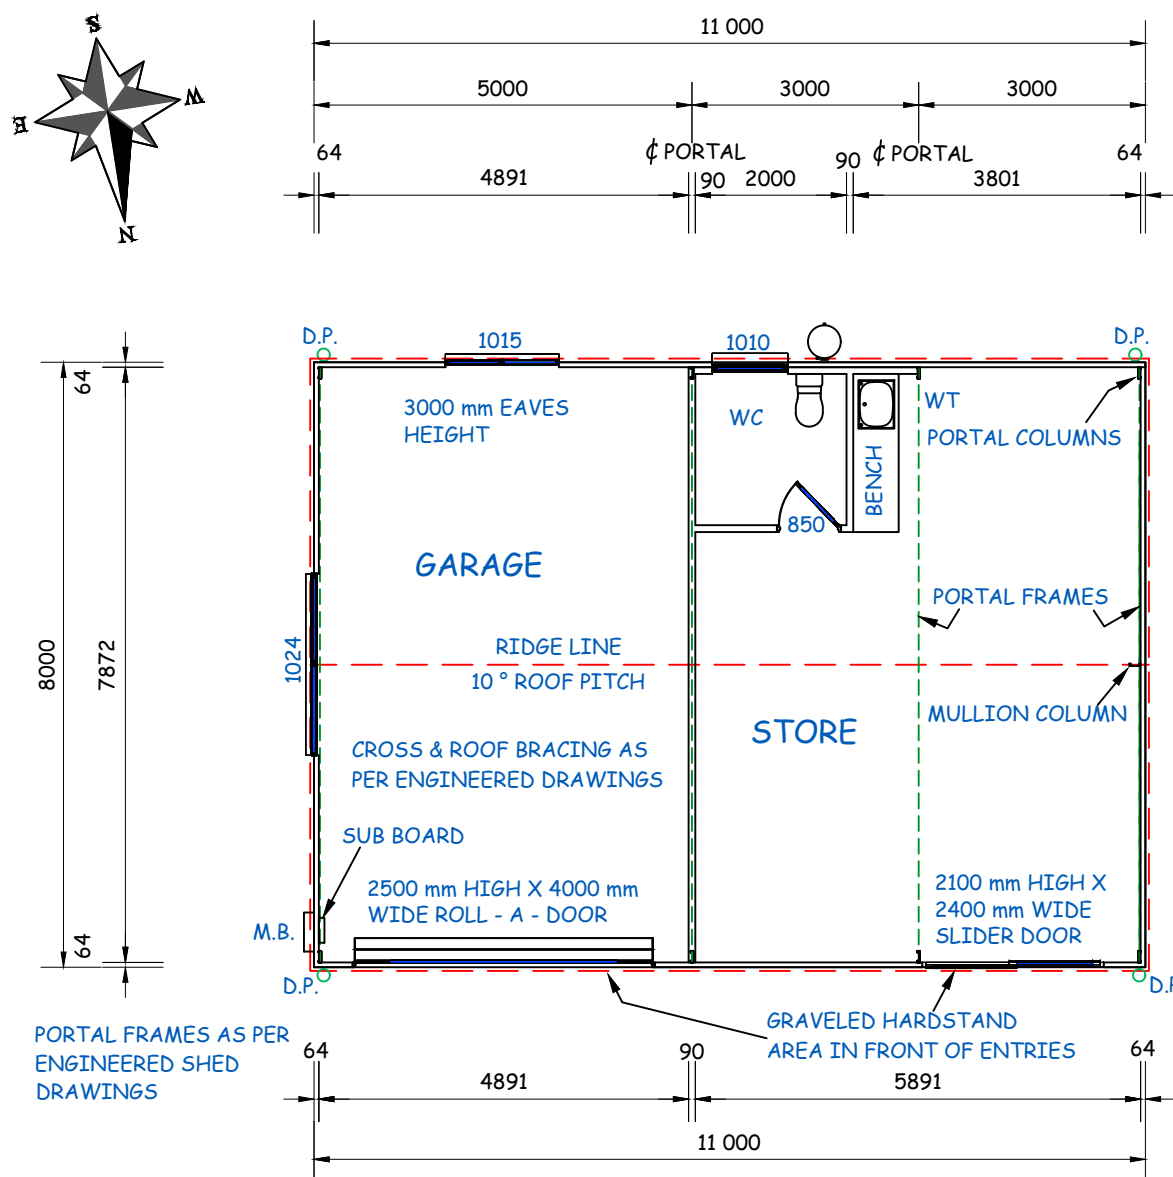 11 000
S
5000
3000
3000
W
E
64
₵ PORTAL
90
₵ PORTAL
64
4891
90
2000
3801
N
D.P.
1015
1010
D.P.
64
3000 mm EAVES
HEIGHT
WC
WT
PORTAL COLUMNS
BENCH
850
GARAGE
PORTAL FRAMES
8000
7872
1024
RIDGE LINE
10 ° ROOF PITCH
MULLION COLUMN
STORE
CROSS & ROOF BRACING AS
PER ENGINEERED DRAWINGS
SUB BOARD
2500 mm HIGH X 4000 mm
WIDE ROLL - A - DOOR
2100 mm HIGH X
2400 mm WIDE
SLIDER DOOR
M.B.
64
D.P.
D.P
GRAVELED HARDSTAND
AREA IN FRONT OF ENTRIES
PORTAL FRAMES AS PER
ENGINEERED SHED
DRAWINGS
64
90
64
4891
5891
11 000